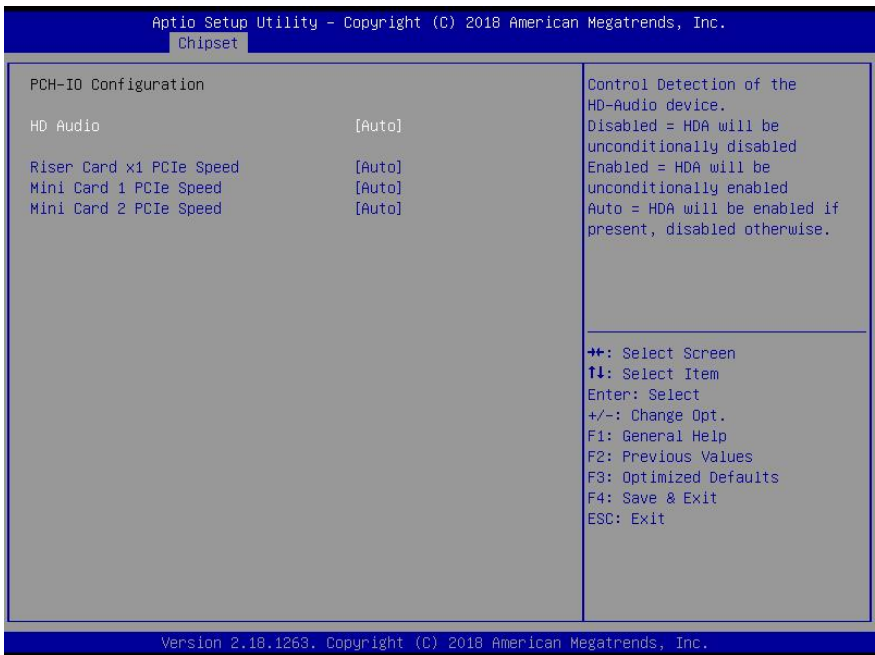 Aptio Setup Utility – Copyright (C) 2018 American Megatrends, Inc.
Chipset
PCH-IO Configuration
HD Audio [Auto]
Riser Card x1 PCIe Speed [Auto]
Mini Card 1 PCIe Speed [Auto]
Mini Card 2 PCIe Speed [Auto]
Control Detection of the
HD-Audio device.
Disabled = HDA will be
unconditionally disabled
Enabled = HDA will be
unconditionally enabled
Auto = HDA will be enabled if
present, disabled otherwise.
→←: Select Screen
↑↓: Select Item
Enter: Select
+/-: Change Opt.
F1: General Help
F2: Previous Values
F3: Optimized Defaults
F4: Save & Exit
ESC: Exit
Version 2.18.1263. Copyright (C) 2018 American Megatrends, Inc.